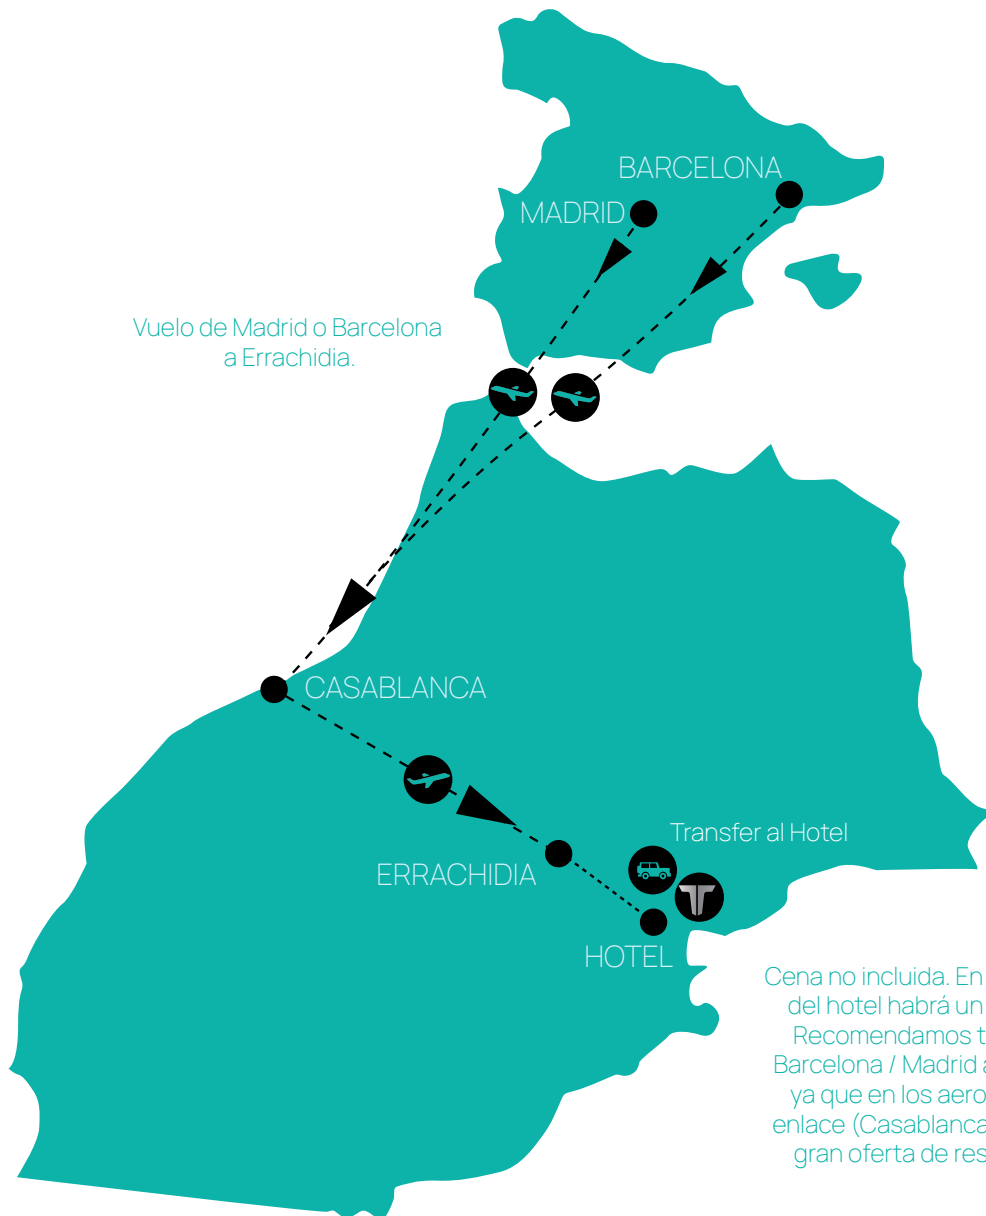 BARCELONA
MADRID
Vuelo de Madrid o Barcelona
a Errachidia.
CASABLANCA
Transfer al Hotel
ERRACHIDIA
HOTEL
Cena no incluida. En
del hotel habrá un
Recomendamos t
Barcelona / Madrid a
ya que en los aero
enlace (Casablanca
gran oferta de res